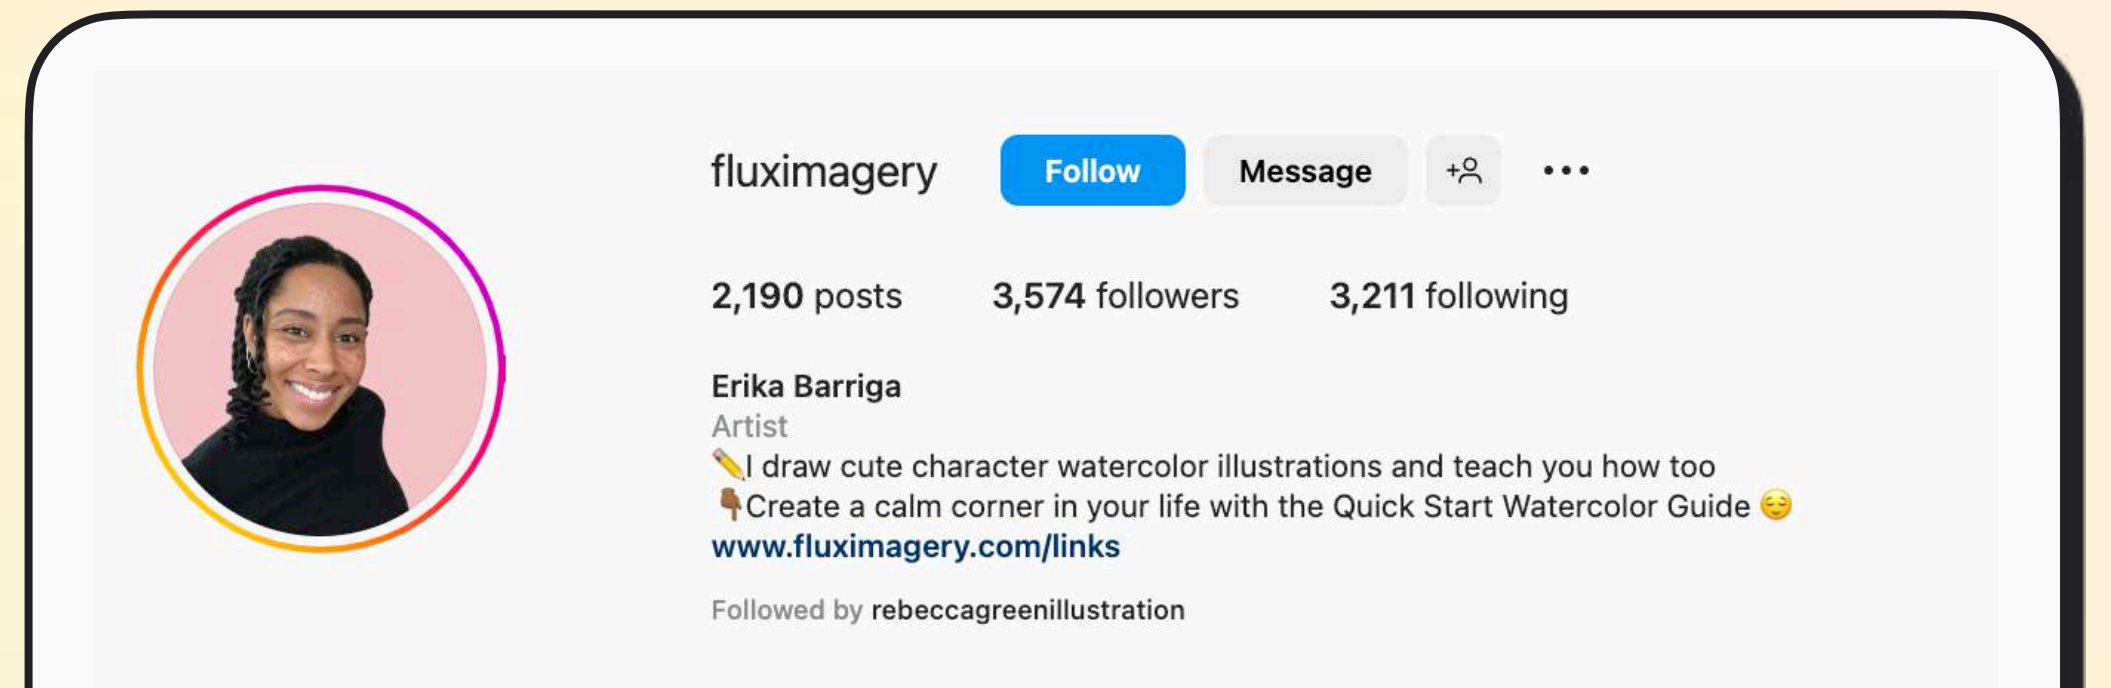 fluximagery Follow Message
2,190 posts 3,574 followers 3,211 following
Erika Barriga
Artist
✏️I draw cute character watercolor illustrations and teach you how too
👇🏾Create a calm corner in your life with the Quick Start Watercolor Guide 😌
www.fluximagery.com/links
Followed by rebeccagreenillustration